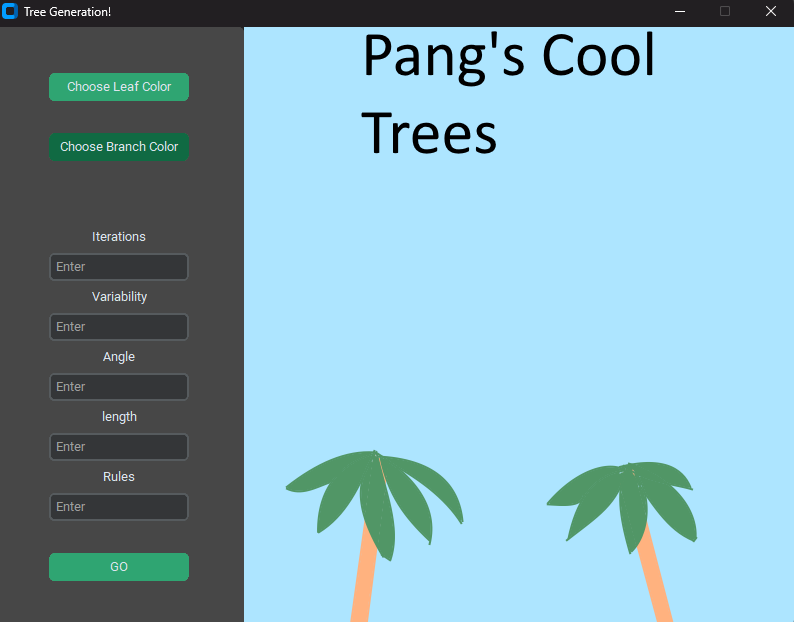 Tree Generation!
Choose Leaf Color
Choose Branch Color
Iterations
Enter
Variability
Enter
Angle
Enter
length
Enter
Rules
Enter
GO
Pang's Cool
Trees